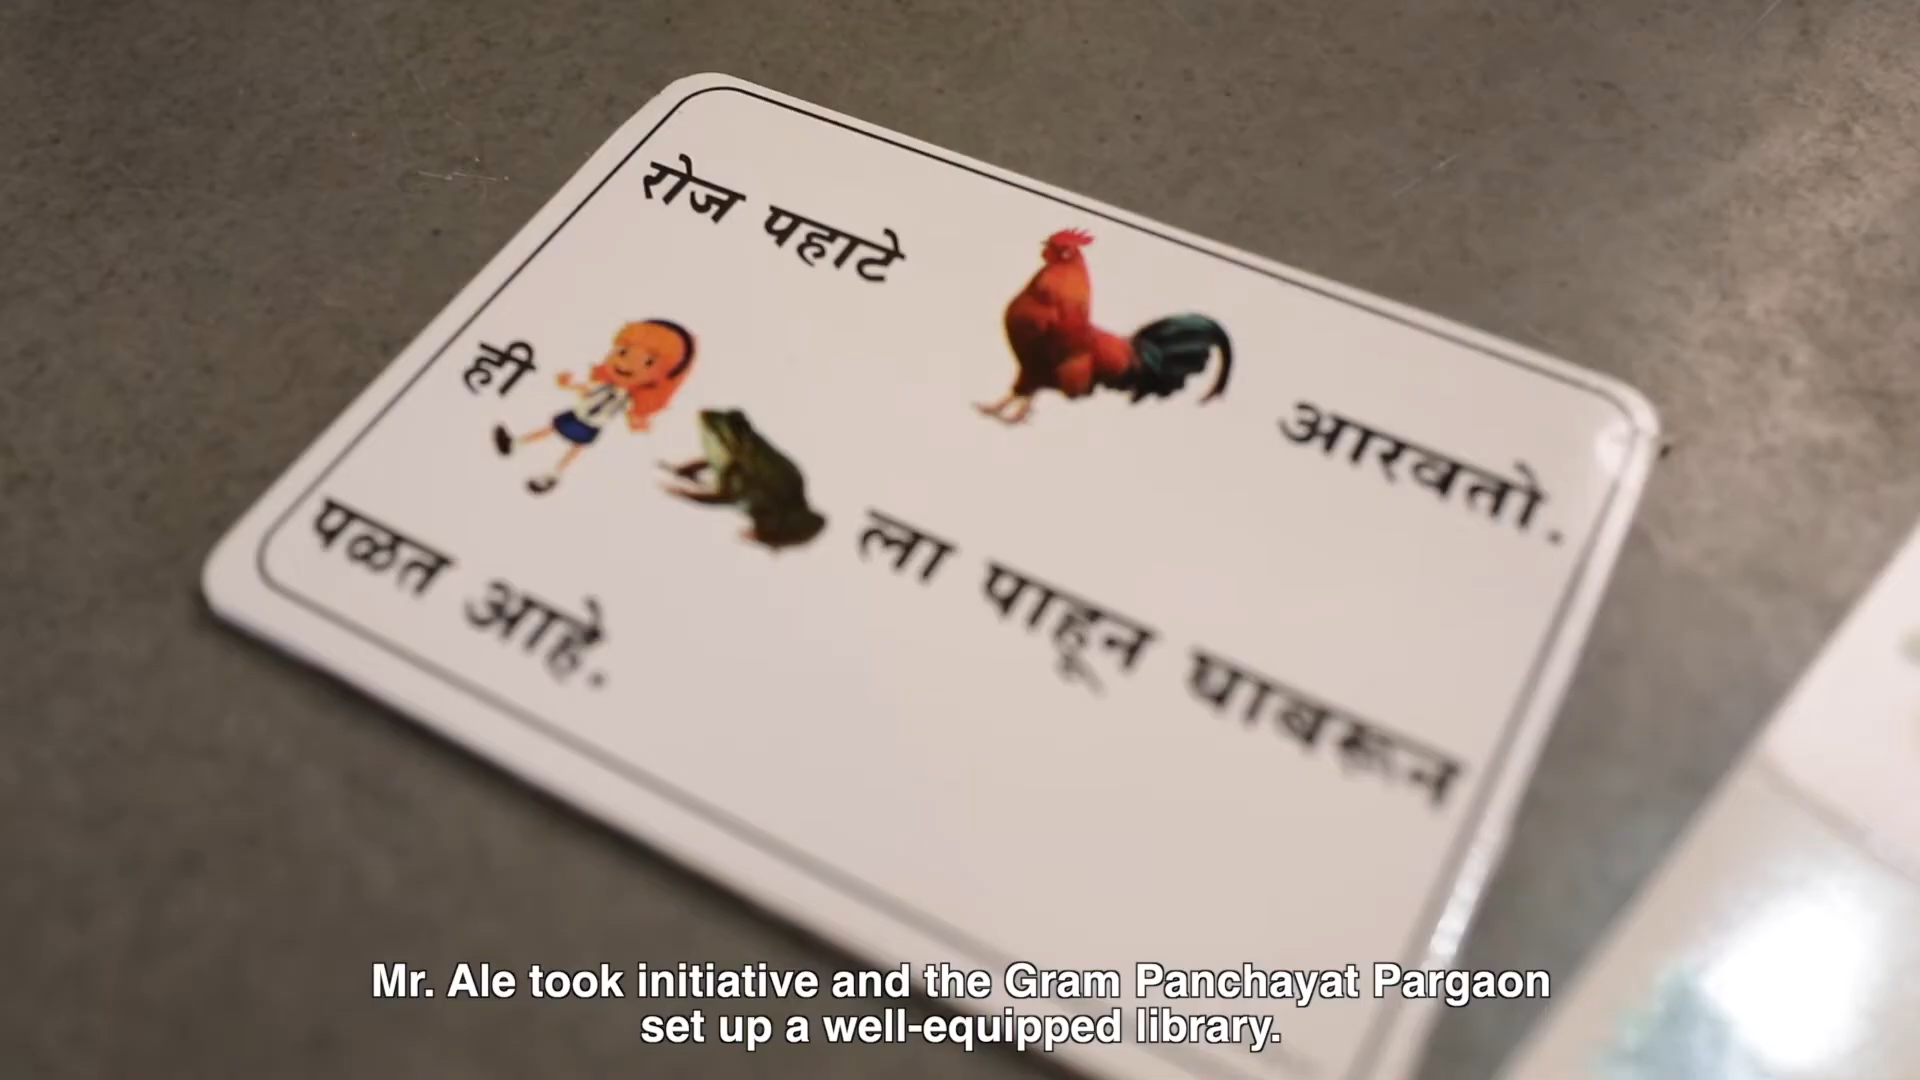 रोज पहाटे आरवतो.
ही ला पाहून घाबरून
पळत आहे.
Mr. Ale took initiative and the Gram Panchayat Pargaon
set up a well-equipped library.